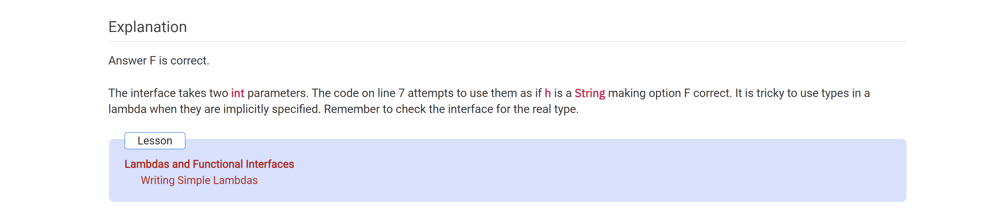 Explanation
Answer F is correct.
The interface takes two int parameters. The code on line 7 attempts to use them as if h is a String making option F correct. It is tricky to use types in a
lambda when they are implicitly specified. Remember to check the interface for the real type.
Lesson
Lambdas and Functional Interfaces
Writing Simple Lambdas